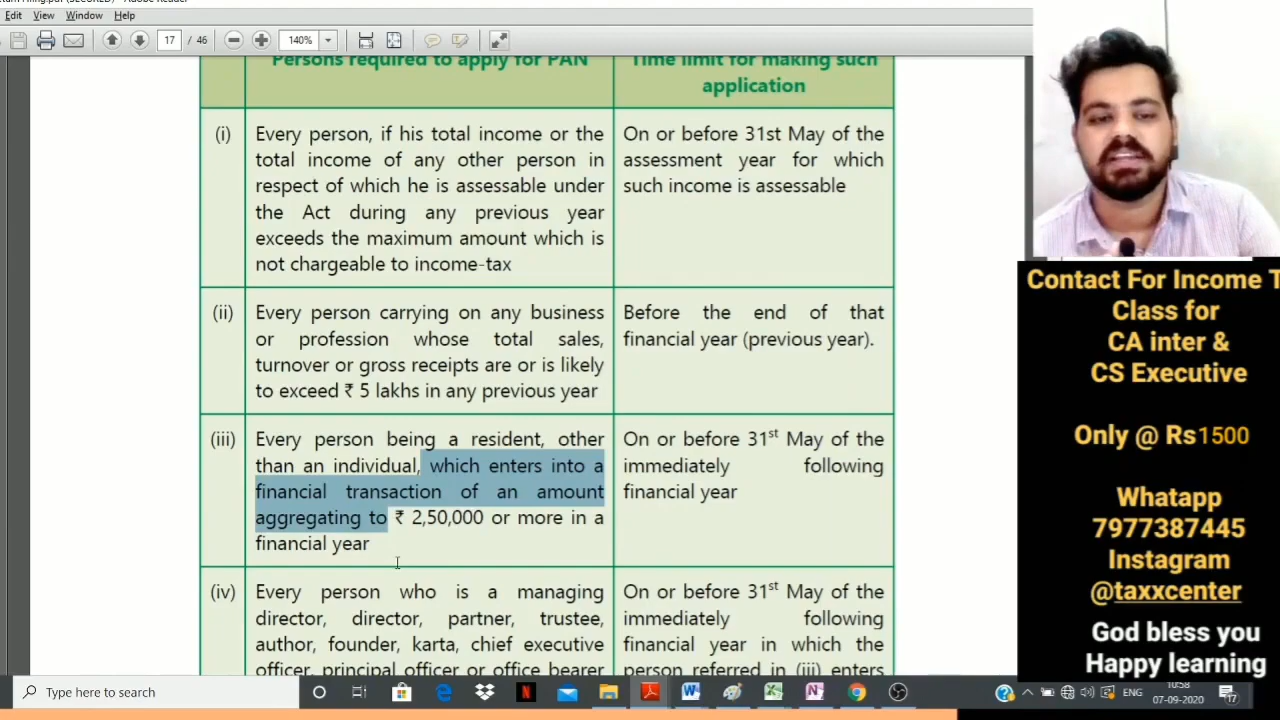 Edit View Window Help
17 / 46
140%
Persons required to apply for PAN
Time limit for making such
application
(i)
Every person, if his total income or the
total income of any other person in
respect of which he is assessable under
the Act during any previous year
exceeds the maximum amount which is
not chargeable to income-tax
On or before 31st May of the
assessment year for which
such income is assessable
(ii)
Every person carrying on any business
or profession whose total sales,
turnover or gross receipts are or is likely
to exceed ₹ 5 lakhs in any previous year
Before the end of that
financial year (previous year).
(iii)
Every person being a resident, other
than an individual, which enters into a
financial transaction of an amount
aggregating to ₹ 2,50,000 or more in a
financial year
On or before 31st May of the
immediately following
financial year
(iv)
Every person who is a managing
director, director, partner, trustee,
author, founder, karta, chief executive
officer, principal officer or office bearer
On or before 31st May of the
immediately following
financial year in which the
person referred in (iii) enters
Contact For Income T
Class for
CA inter &
CS Executive
Only @ Rs1500
Whatapp
7977387445
Instagram
@taxxcenter
God bless you
Happy learning
Type here to search
ENG
10:58
07-09-2020
17